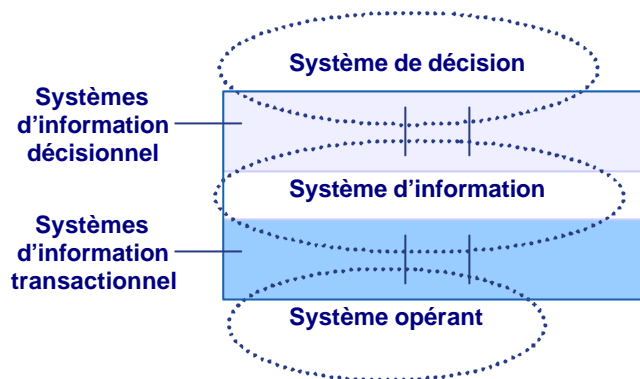 Système de décision
Systèmes
d'information
décisionnel
Système d'information
Systèmes
d'information
transactionnel
Système opérant